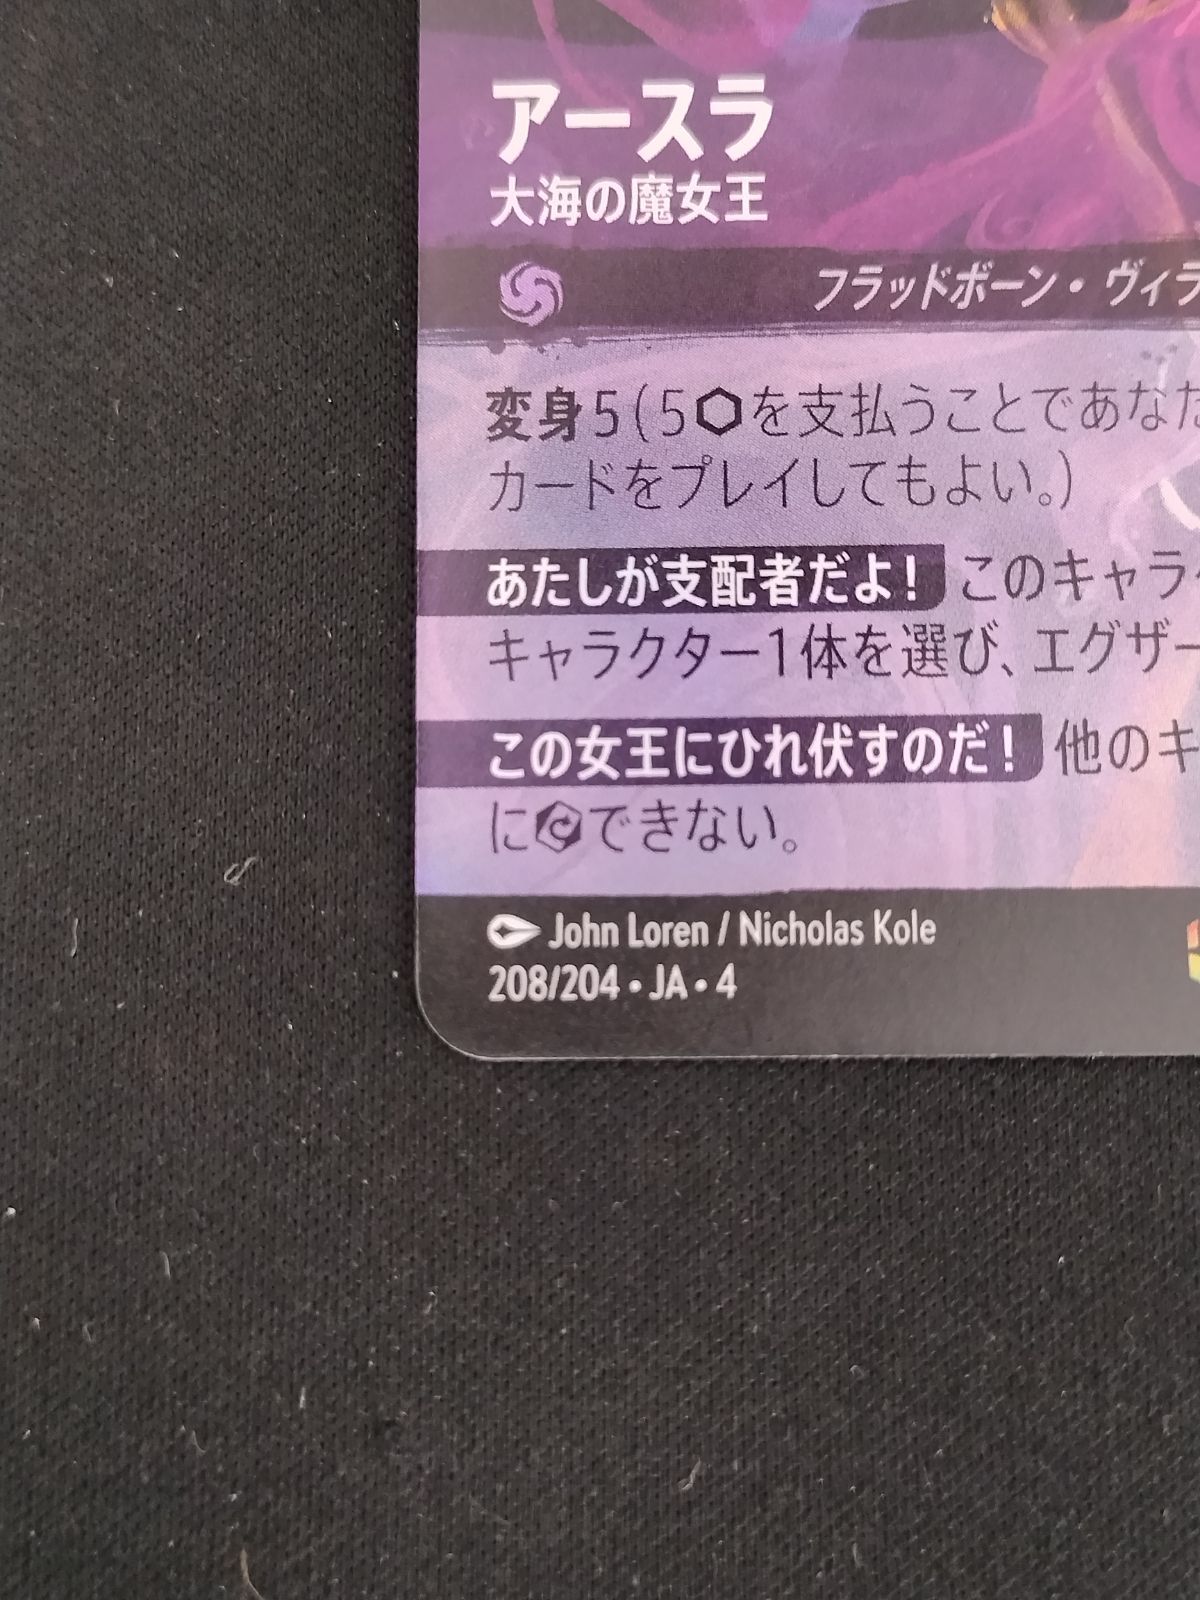 アースラ
大海の魔女王
フラッドボーン・ヴィラ
変身5(5⬡を支払うことであなた
カードをプレイしてもよい。)
あたしが支配者だよ! このキャラク
キャラクター1体を選び、エグザー
この女王にひれ伏すのだ! 他のキ
にできない。
John Loren / Nicholas Kole
208/204 • JA • 4